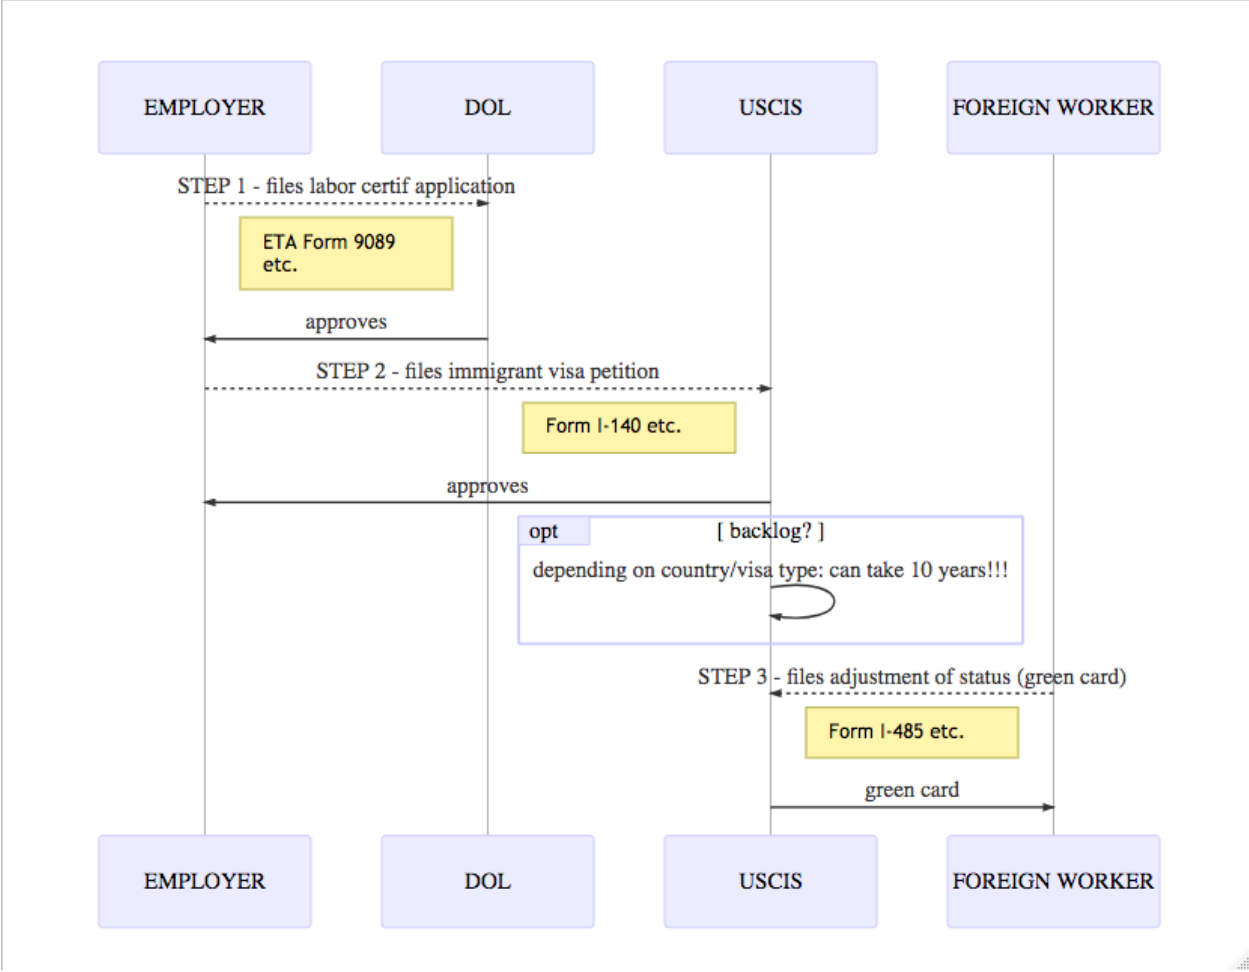 EMPLOYER
DOL
USCIS
FOREIGN WORKER
STEP 1 - files labor certif application
ETA Form 9089
etc.
approves
STEP 2 - files immigrant visa petition
Form I-140 etc.
approves
opt
[ backlog? ]
depending on country/visa type: can take 10 years!!!
STEP 3 - files adjustment of status (green card)
Form I-485 etc.
green card
EMPLOYER
DOL
USCIS
FOREIGN WORKER